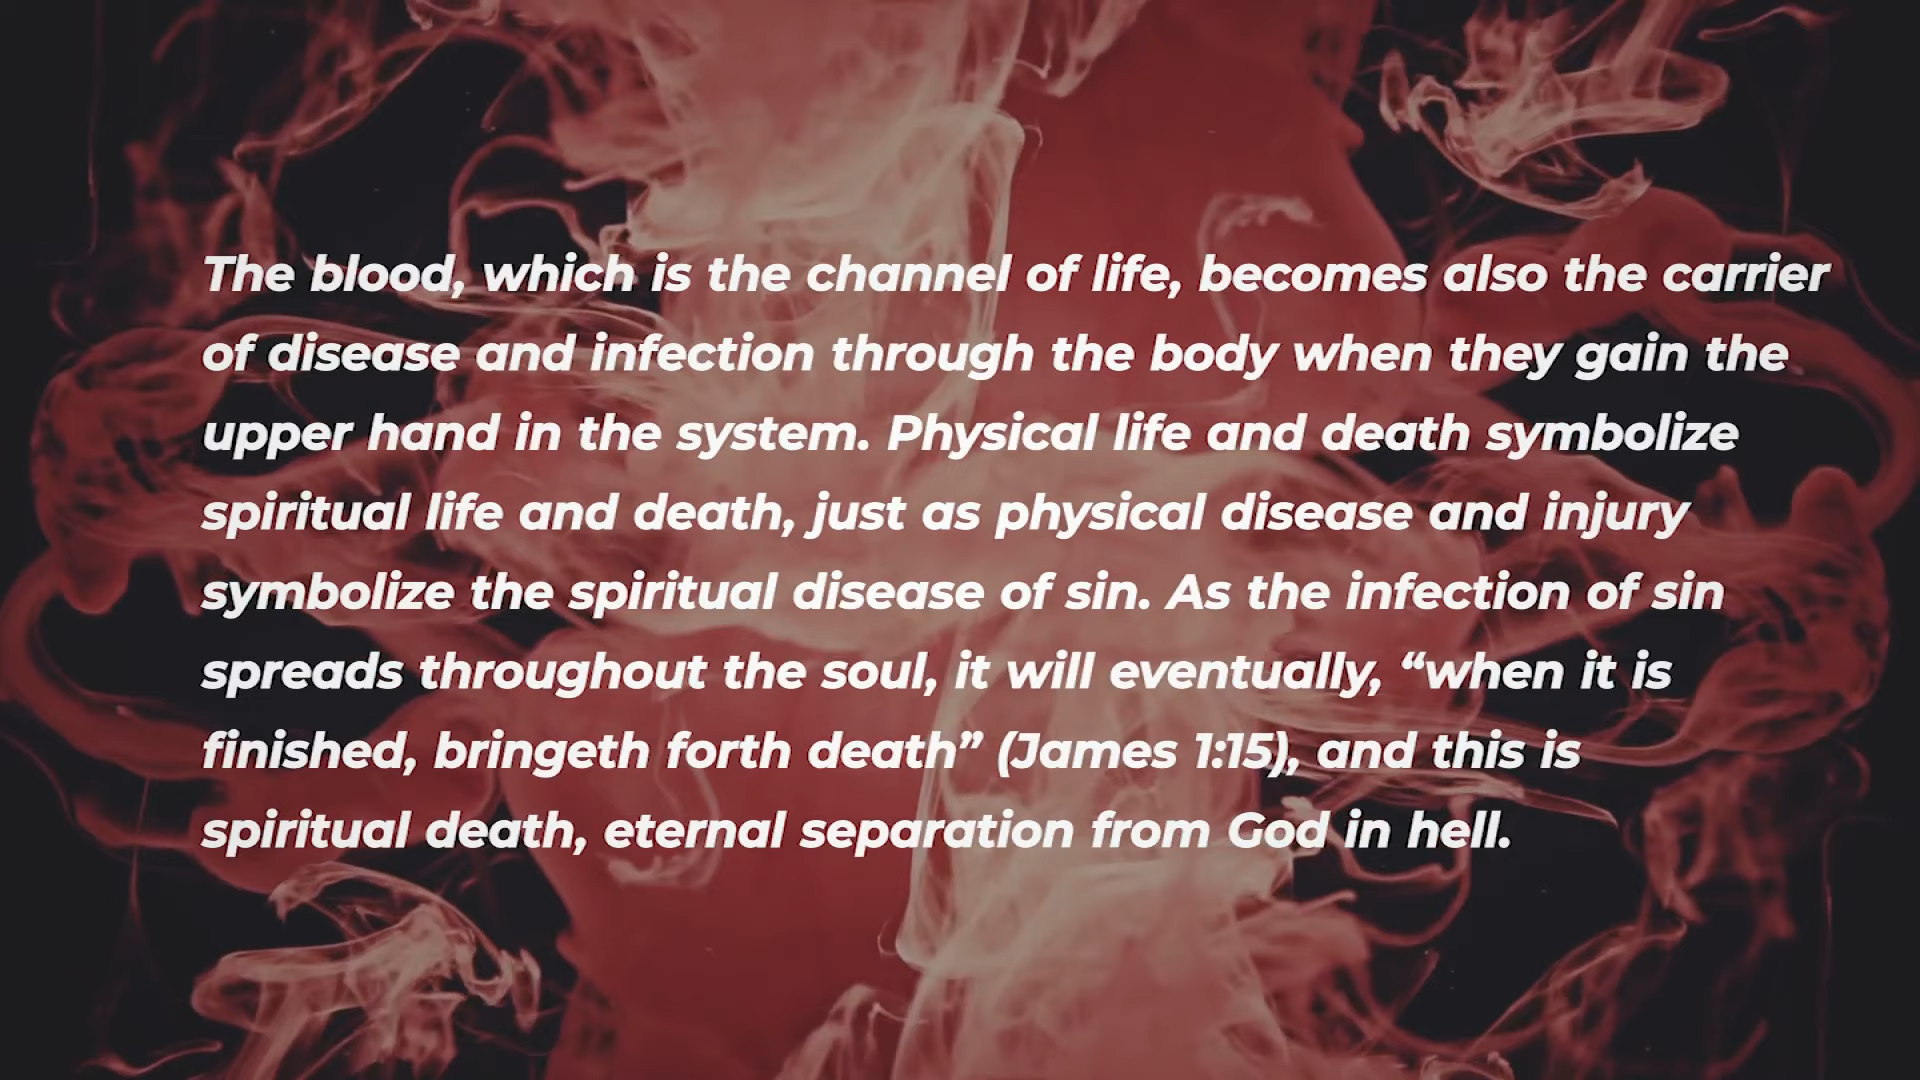 The blood, which is the channel of life, becomes also the carrier
of disease and infection through the body when they gain the
upper hand in the system. Physical life and death symbolize
spiritual life and death, just as physical disease and injury
symbolize the spiritual disease of sin. As the infection of sin
spreads throughout the soul, it will eventually, “when it is
finished, bringeth forth death” (James 1:15), and this is
spiritual death, eternal separation from God in hell.